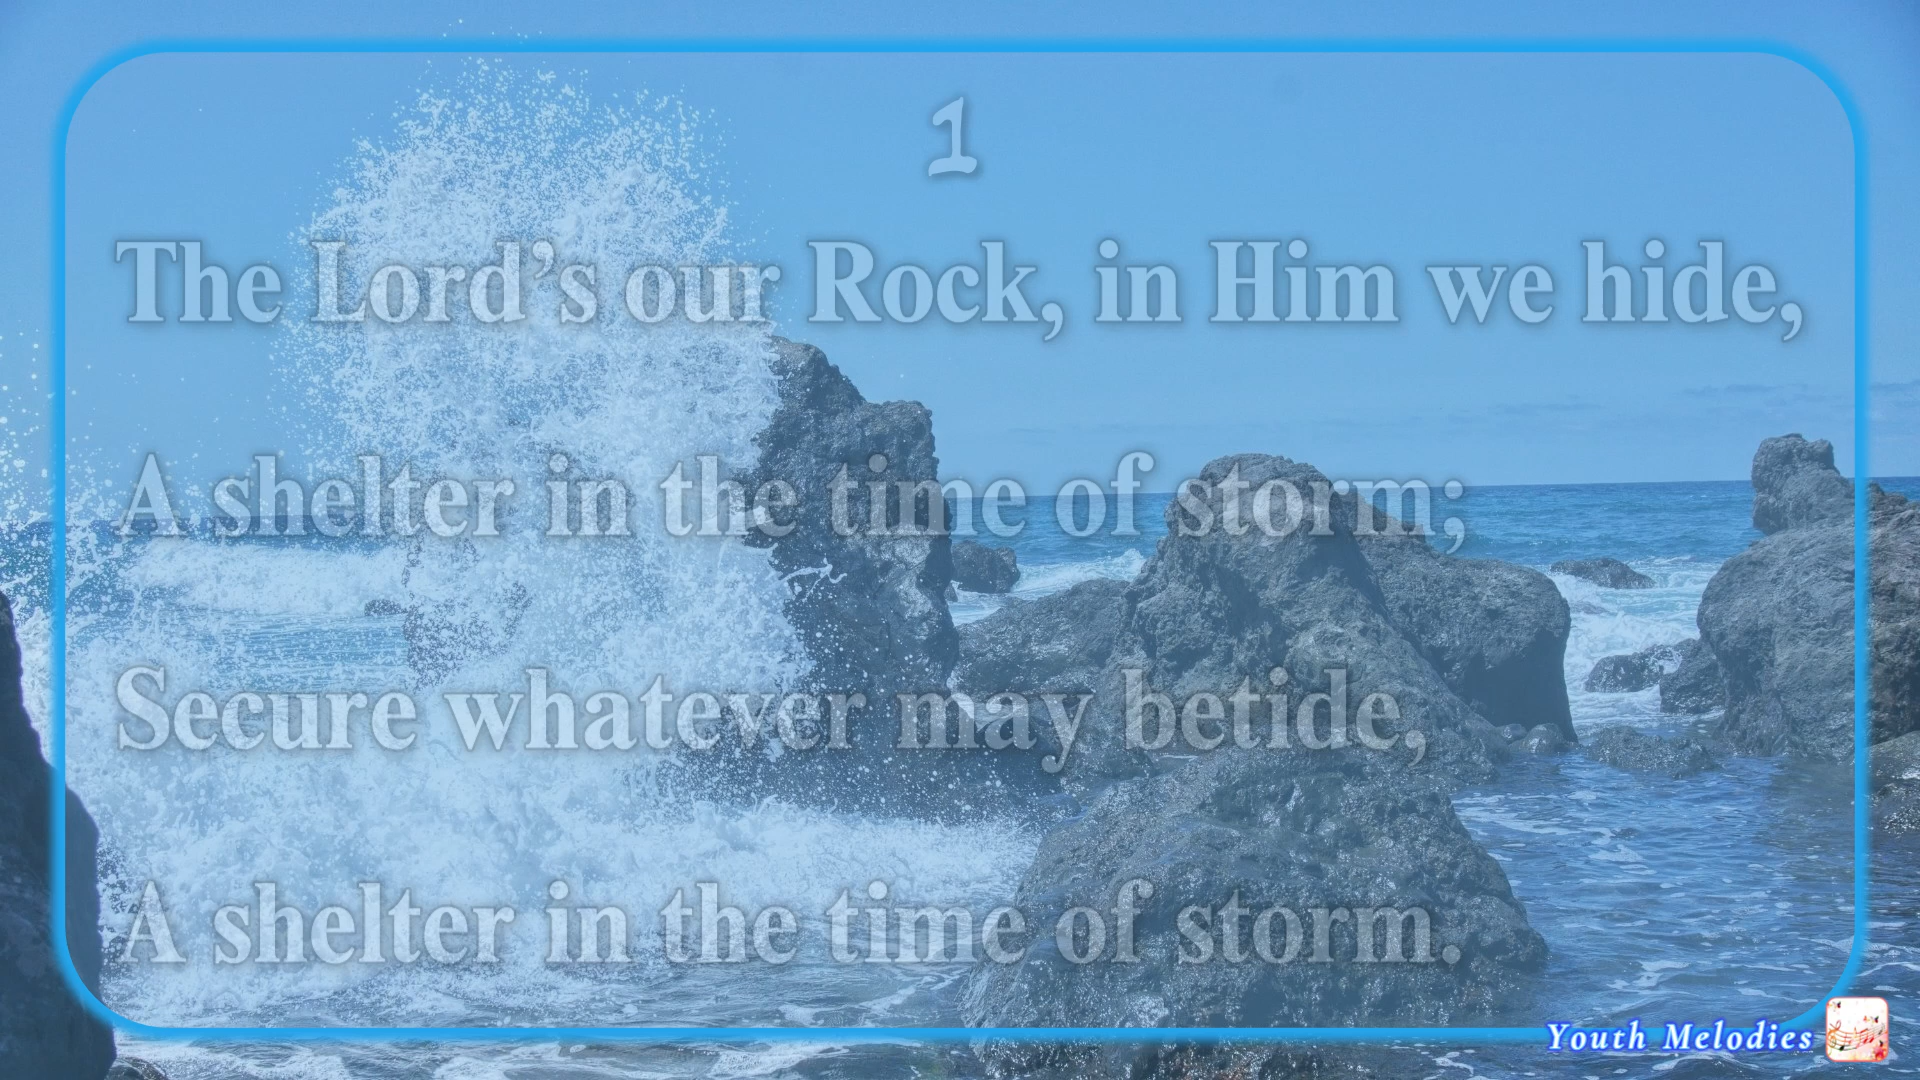 1
The Lord’s our Rock, in Him we hide,
A shelter in the time of storm;
Secure whatever may betide,
A shelter in the time of storm.
Youth Melodies